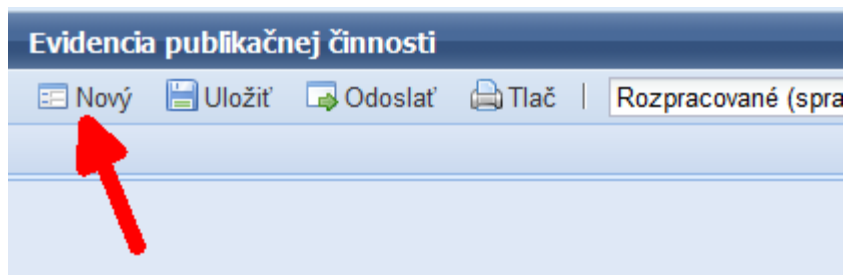 Evidencia publikačnej činnosti
Nový Uložiť Odoslať Tlač | Rozpracované (spra